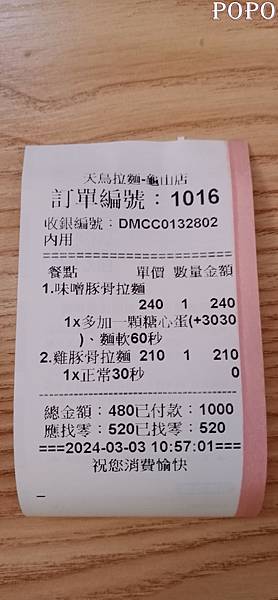 POPO
天鳥拉麵-龜山店
訂單編號：1016
收銀編號：DMCC0132802
內用
餐點 單價 數量金額
1.味噌豚骨拉麵
240 1 240
1x多加一顆糖心蛋(+3030
)、麵軟60秒
2.雞豚骨拉麵 210 1 210
1x正常30秒 0
總金額：480已付款：1000
應找零：520已找零：520
===2024-03-03 10:57:01===
祝您消費愉快